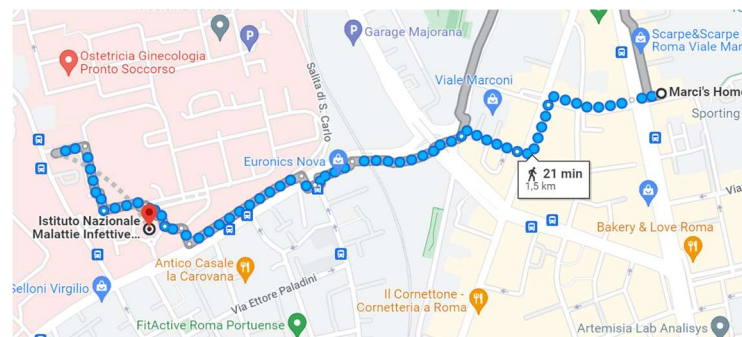 Ostetricia Ginecologia
Pronto Soccorso
P
P
Garage Majorana
Scarpe&Scarpe
Roma Viale Mar
Salita di S. Carlo
Viale Marconi
Marci's Home
Sporting
Euronics Nova
21 min
1,5 km
Via
Istituto Nazionale
Malattie Infettive...
Bakery & Love Roma
Antico Casale
la Carovana
Selloni Virgilio
Via Ettore Paladini
Il Cornettone -
Cornetteria a Roma
FitActive Roma Portuense
Artemisia Lab Analisys